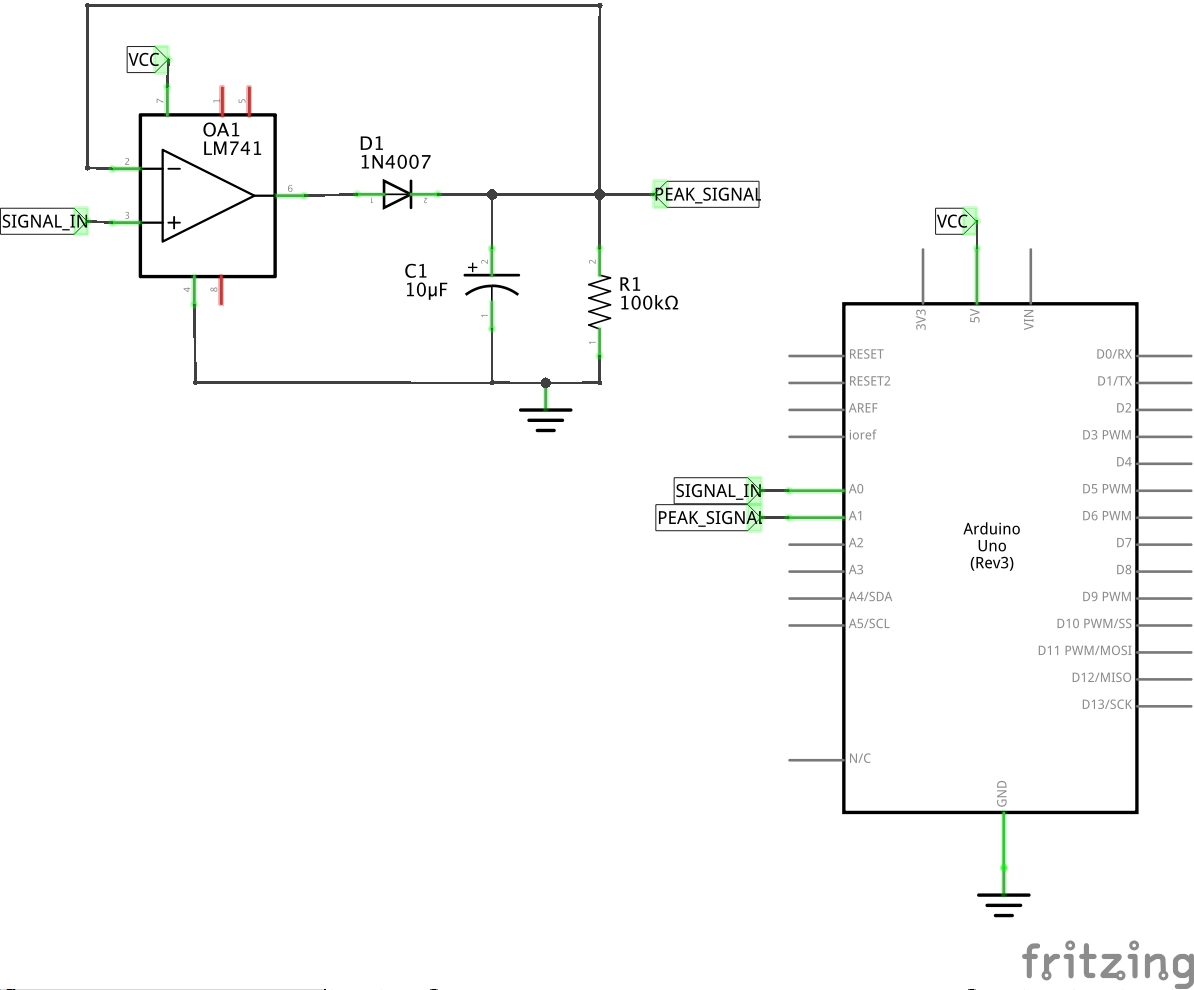 VCC
7
1
5
OA1
LM741
2
3
6
4
8
SIGNAL_IN
D1
1N4007
1
2
PEAK_SIGNAL
C1
10µF
+
2
1
R1
100kΩ
2
1
VCC
3V3
5V
VIN
RESET
RESET2
AREF
ioref
SIGNAL_IN
A0
PEAK_SIGNAL
A1
A2
A3
A4/SDA
A5/SCL
N/C
Arduino
Uno
(Rev3)
D0/RX
D1/TX
D2
D3 PWM
D4
D5 PWM
D6 PWM
D7
D8
D9 PWM
D10 PWM/SS
D11 PWM/MOSI
D12/MISO
D13/SCK
GND
fritzing